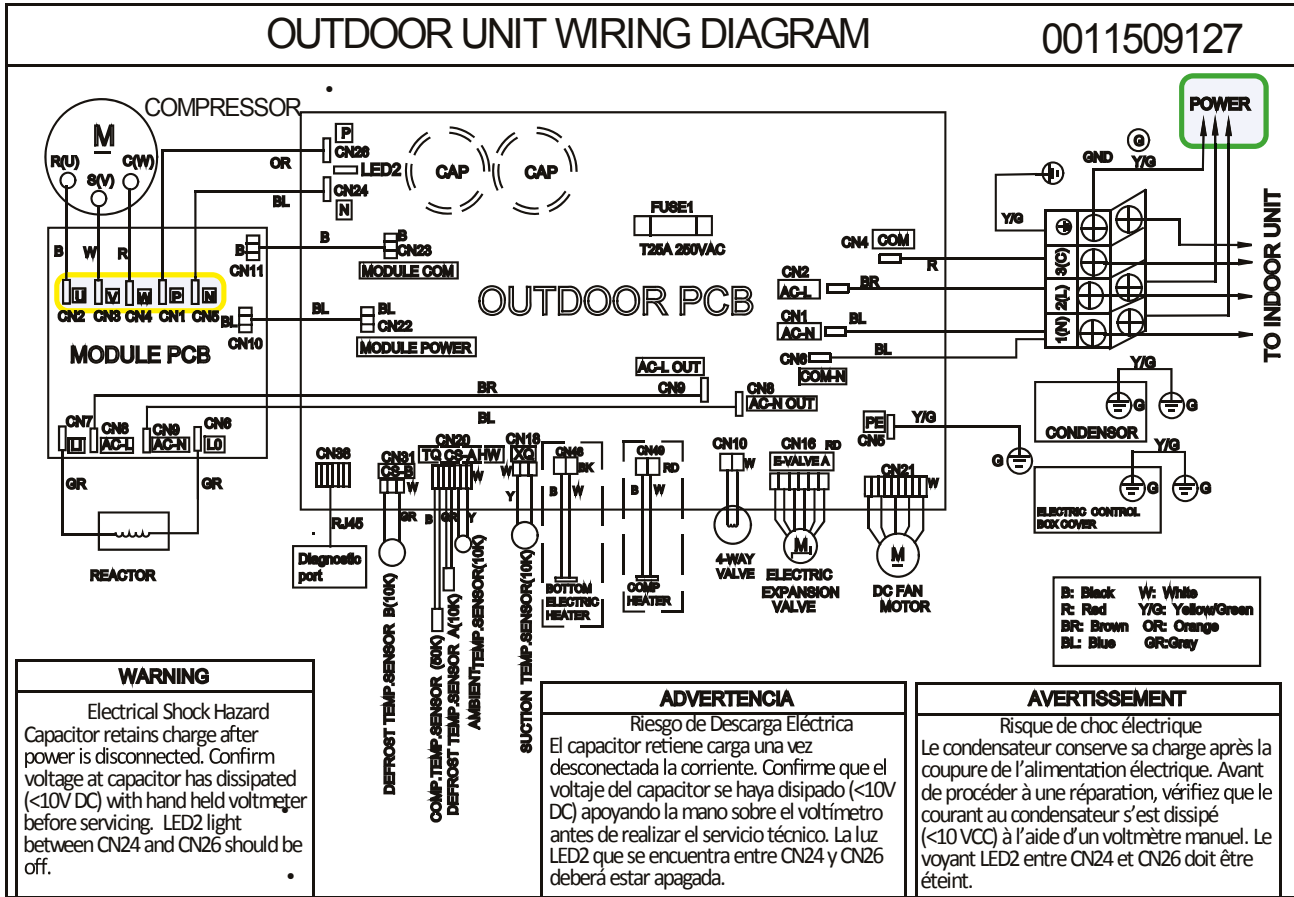 OUTDOOR UNIT WIRING DIAGRAM
0011509127
COMPRESSOR
M
R(U)
S(V)
C(W)
OR
BL
P
CN26
LED2
CN24
N
CAP
CAP
FUSE1
T25A 250VAC
POWER
G
GND
Y/G
Y/G
3(C)
2(L)
1(N)
TO INDOOR UNIT
B
W
R
U
V
W
P
N
CN2
CN3
CN4
CN1
CN5
MODULE PCB
B
CN11
B
B
CN23
MODULE COM
BL
CN10
BL
BL
CN22
MODULE POWER
OUTDOOR PCB
CN4
COM
R
CN2
AC-L
BR
CN1
AC-N
BL
CN6
COM-N
BL
AC-L OUT
CN9
CN8
AC-N OUT
BR
BL
CN7
LI
CN8
AC-L
CN9
AC-N
CN6
L0
GR
GR
REACTOR
PE
CN5
Y/G
G
Y/G
G
G
CONDENSOR
Y/G
G
G
ELECTRIC CONTROL
BOX COVER
CN36
RJ45
Diagnostic
port
CN31
CS-B
W
GR
DEFROST TEMP.SENSOR B(10K)
CN20
TQ CS-A HW
W
B
GR
Y
COMP.TEMP.SENSOR (50K)
DEFROST TEMP.SENSOR A(10K)
AMBIENT TEMP.SENSOR(10K)
CN18
XQ
W
Y
SUCTION TEMP.SENSOR(10K)
CN48
BK
B
W
BOTTOM
ELECTRIC
HEATER
CN49
RD
B
W
COMP
HEATER
CN10
W
4-WAY
VALVE
CN16
RD
E-VALVE A
M
ELECTRIC
EXPANSION
VALVE
CN21
W
M
DC FAN
MOTOR
B: Black W: White
R: Red Y/G: Yellow/Green
BR: Brown OR: Orange
BL: Blue GR:Gray
WARNING
Electrical Shock Hazard
Capacitor retains charge after
power is disconnected. Confirm
voltage at capacitor has dissipated
(<10V DC) with hand held voltmeter
before servicing. LED2 light
between CN24 and CN26 should be
off.
ADVERTENCIA
Riesgo de Descarga Eléctrica
El capacitor retiene carga una vez
desconectada la corriente. Confirme que el
voltaje del capacitor se haya disipado (<10V
DC) apoyando la mano sobre el voltímetro
antes de realizar el servicio técnico. La luz
LED2 que se encuentra entre CN24 y CN26
deberá estar apagada.
AVERTISSEMENT
Risque de choc électrique
Le condensateur conserve sa charge après la
coupure de l'alimentation électrique. Avant
de procéder à une réparation, vérifiez que le
courant au condensateur s'est dissipé
(<10 VCC) à l'aide d'un voltmètre manuel. Le
voyant LED2 entre CN24 et CN26 doit être
éteint.